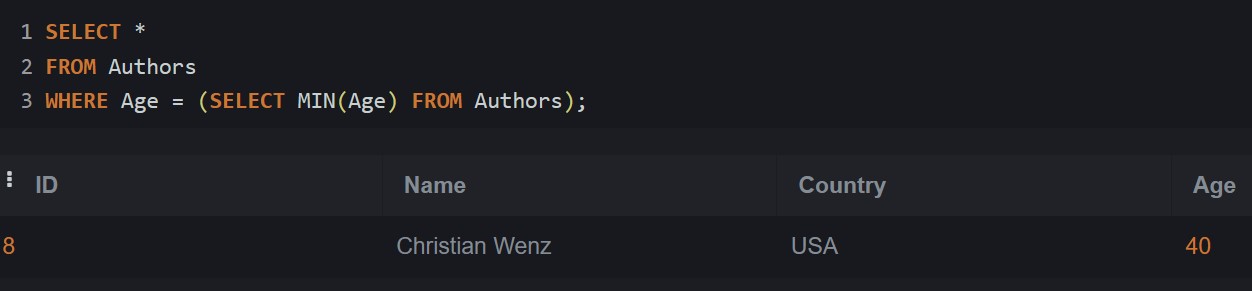 1 SELECT *
2 FROM Authors
3 WHERE Age = (SELECT MIN(Age) FROM Authors);
ID Name Country Age
8 Christian Wenz USA 40